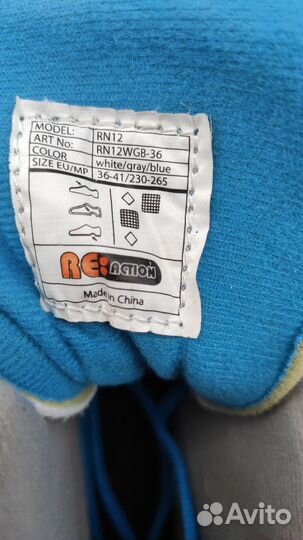 MODEL: RN12
ART No: RN12WGB-36
COLOR white/gray/blue
SIZE EU/MP 36-41/230-265
RE:ACTION
Made in China
Avito